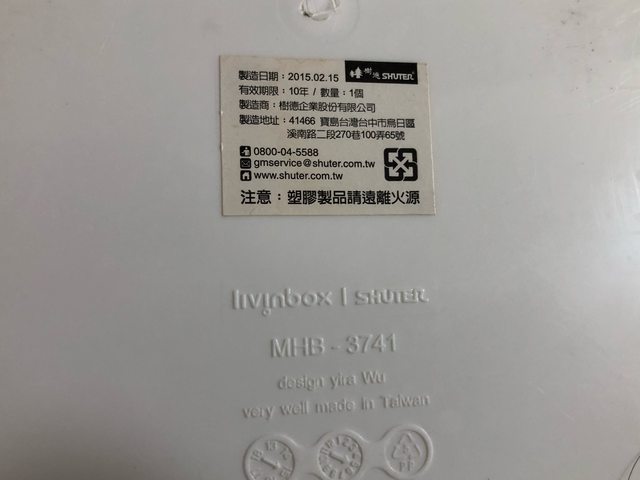 製造日期：2015.02.15 樹德 SHUTER
有效期限：10年 / 數量：1個
製造商：樹德企業股份有限公司
製造地址：41466 寶島台灣台中市烏日區
溪南路二段270巷100弄65號
0800-04-5588
gmservice@shuter.com.tw
www.shuter.com.tw
注意：塑膠製品請遠離火源
livinbox | SHUTER
MHB - 3741
design yira Wu
very well made in Taiwan
PP